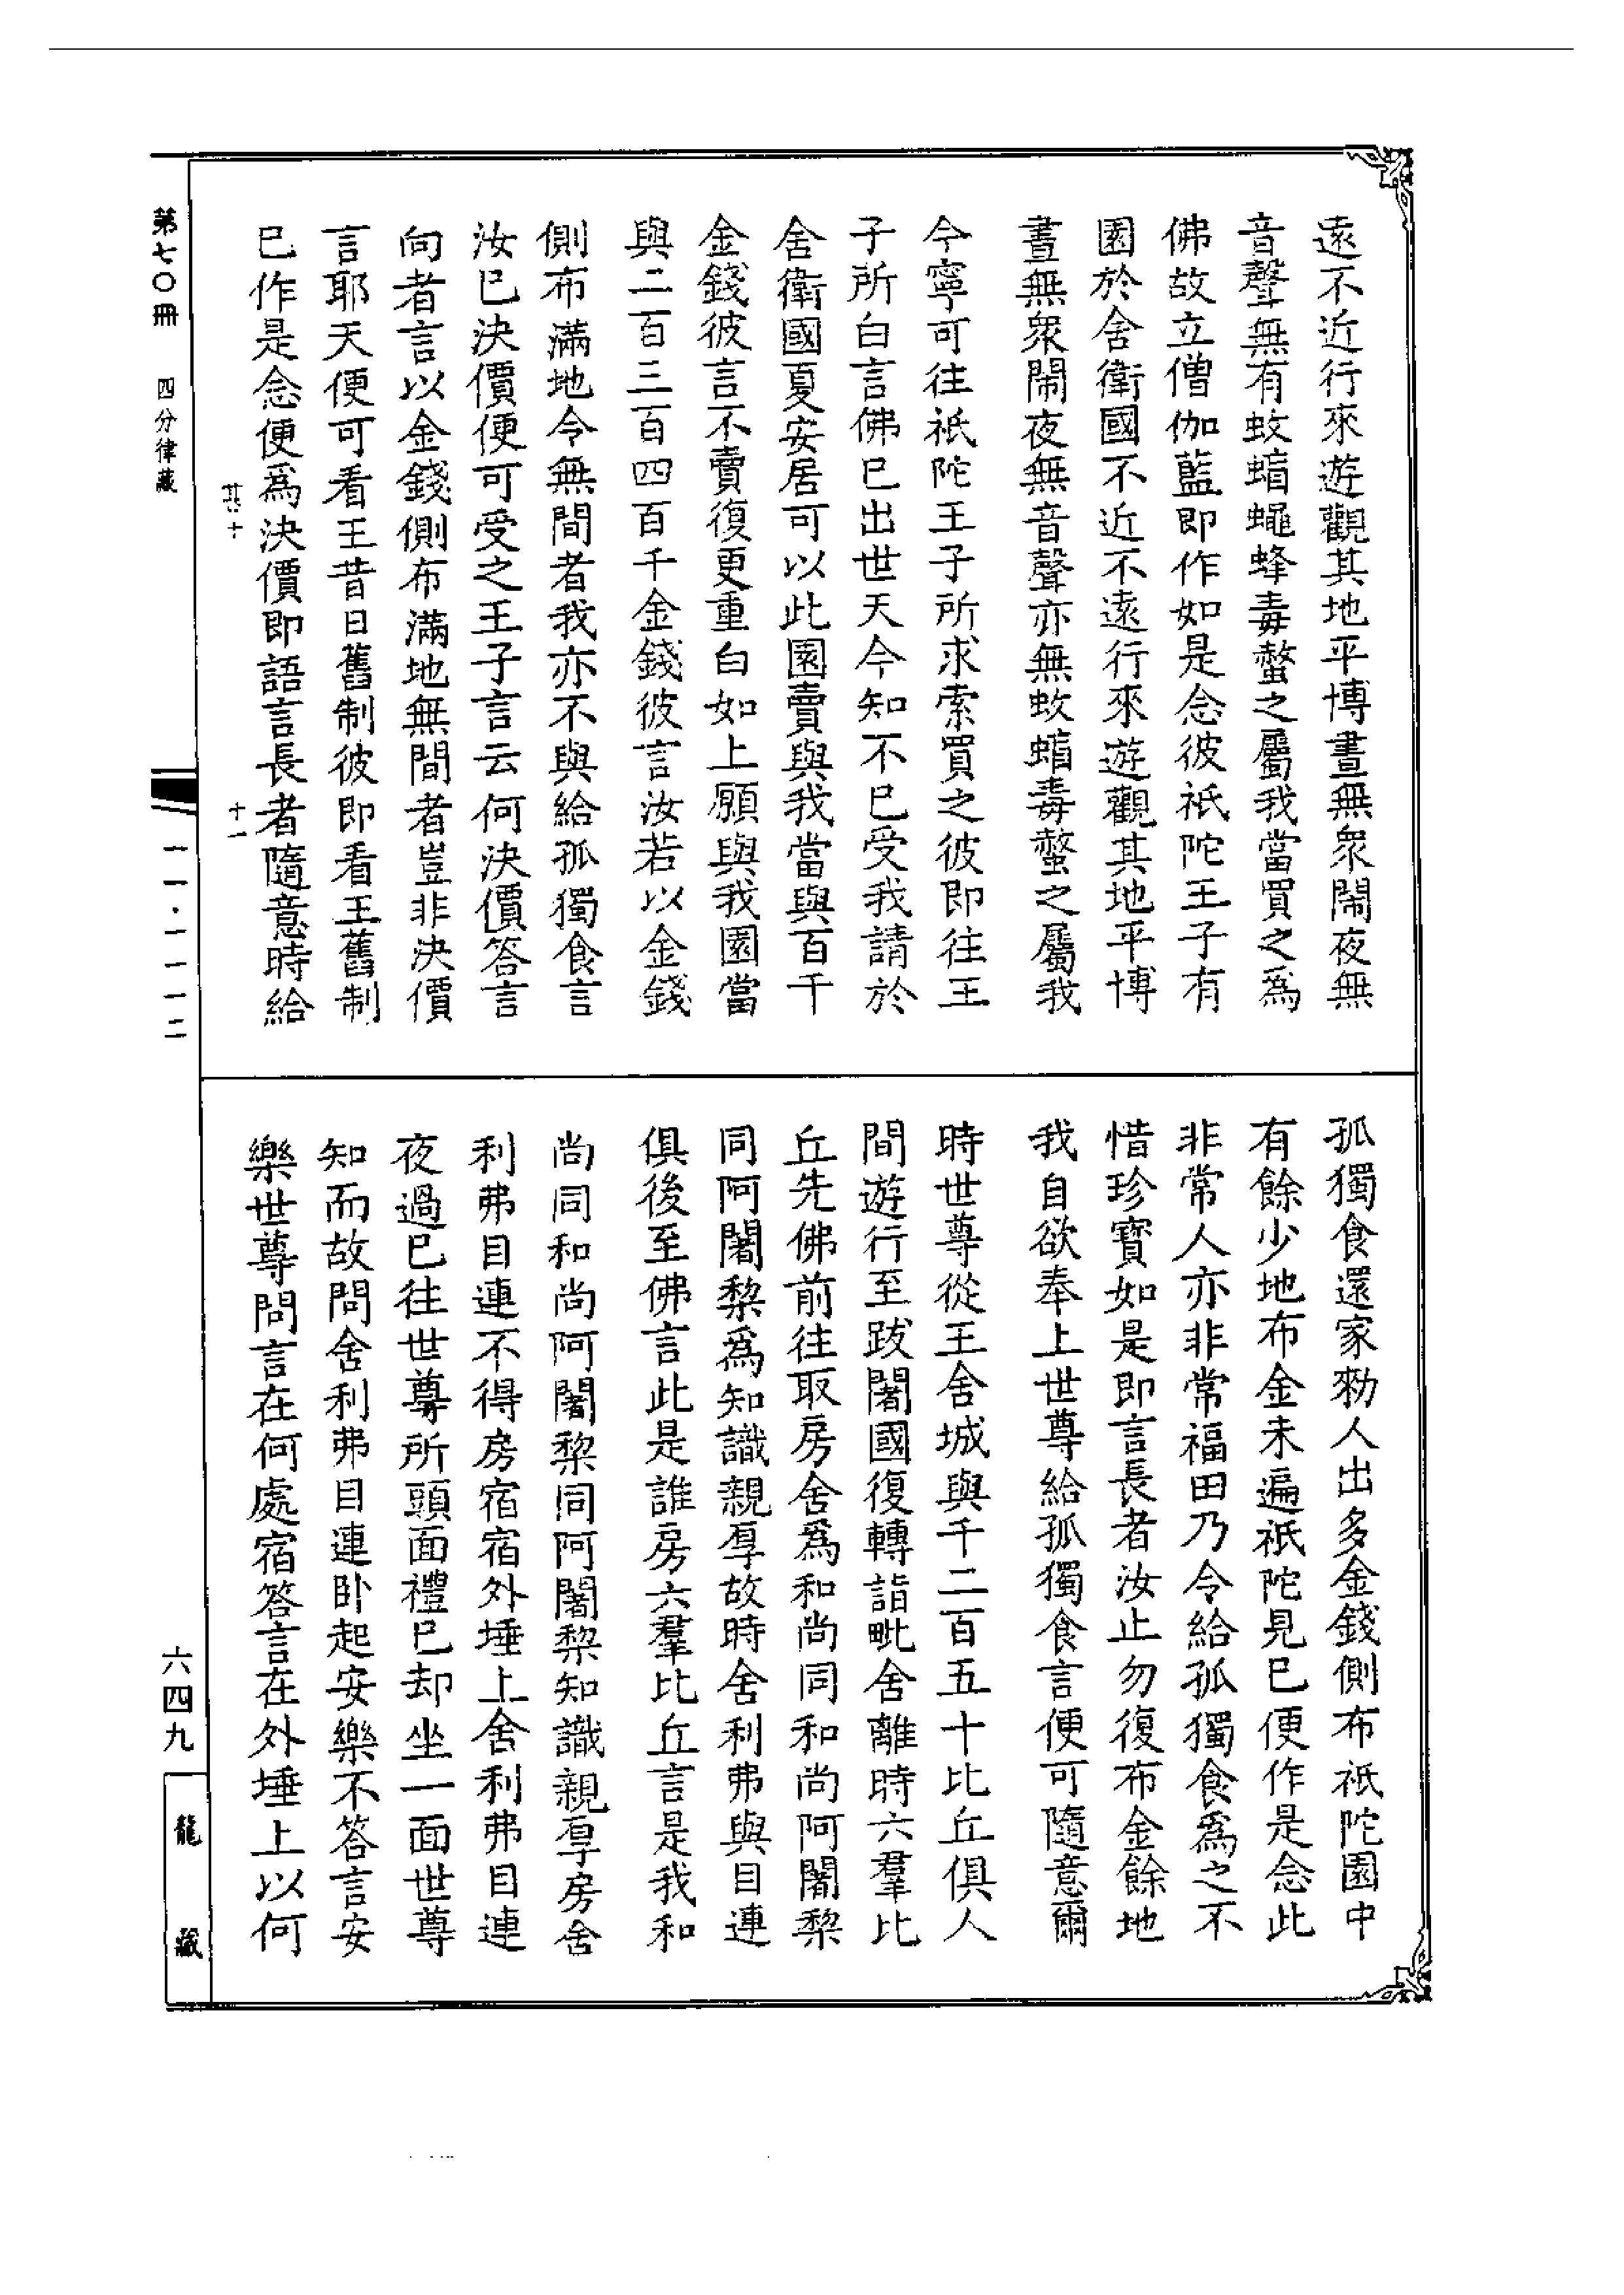 遠不近行來遊觀其地平博晝無衆閙夜無
音聲無有蚊蝱蠅蜂毒螫之屬我當買之爲
佛故立僧伽藍即作如是念彼祇陀王子有
園於舍衛國不近不遠行來遊觀其地平博
晝無衆閙夜無音聲亦無蚊蝱毒螫之屬我
今寧可往祇陀王子所求索買之彼即往王
子所白言佛已出世天今知不已受我請於
舍衛國夏安居可以此園賣與我當與百千
金錢彼言不賣復更重白如上願與我園當
與二百三百四百千金錢彼言汝若以金錢
側布滿地令無間者我亦不與給孤獨食言
汝已決價便可受之王子言云何決價答言
向者言以金錢側布滿地無間者豈非決價
言耶天便可看王昔日舊制彼即看王舊制
已作是念便爲決價即語言長者隨意時給
孤獨食還家勑人出多金錢側布祇陀園中
有餘少地布金未遍祇陀見已便作是念此
非常人亦非常福田乃令給孤獨食爲之不
惜珍寶如是即言長者汝止勿復布金餘地
我自欲奉上世尊給孤獨食言便可隨意爾
時世尊從王舍城與千二百五十比丘俱人
間遊行至跋闍國復轉詣毗舍離時六羣比
丘先佛前往取房舍爲和尚同和尚阿闍棃
同阿闍棃爲知識親厚故時舍利弗與目連
俱後至佛言此是誰房六羣比丘言是我和
尚同和尚阿闍棃同阿闍棃知識親厚房舍
利弗目連不得房宿宿外埵上舍利弗目連
夜過已往世尊所頭面禮已却坐一面世尊
知而故問舍利弗目連卧起安樂不答言安
樂世尊問言在何處宿答言在外埵上以何
第七〇冊 四分律藏
十
十一
一一·一一一二
六四九
龍藏